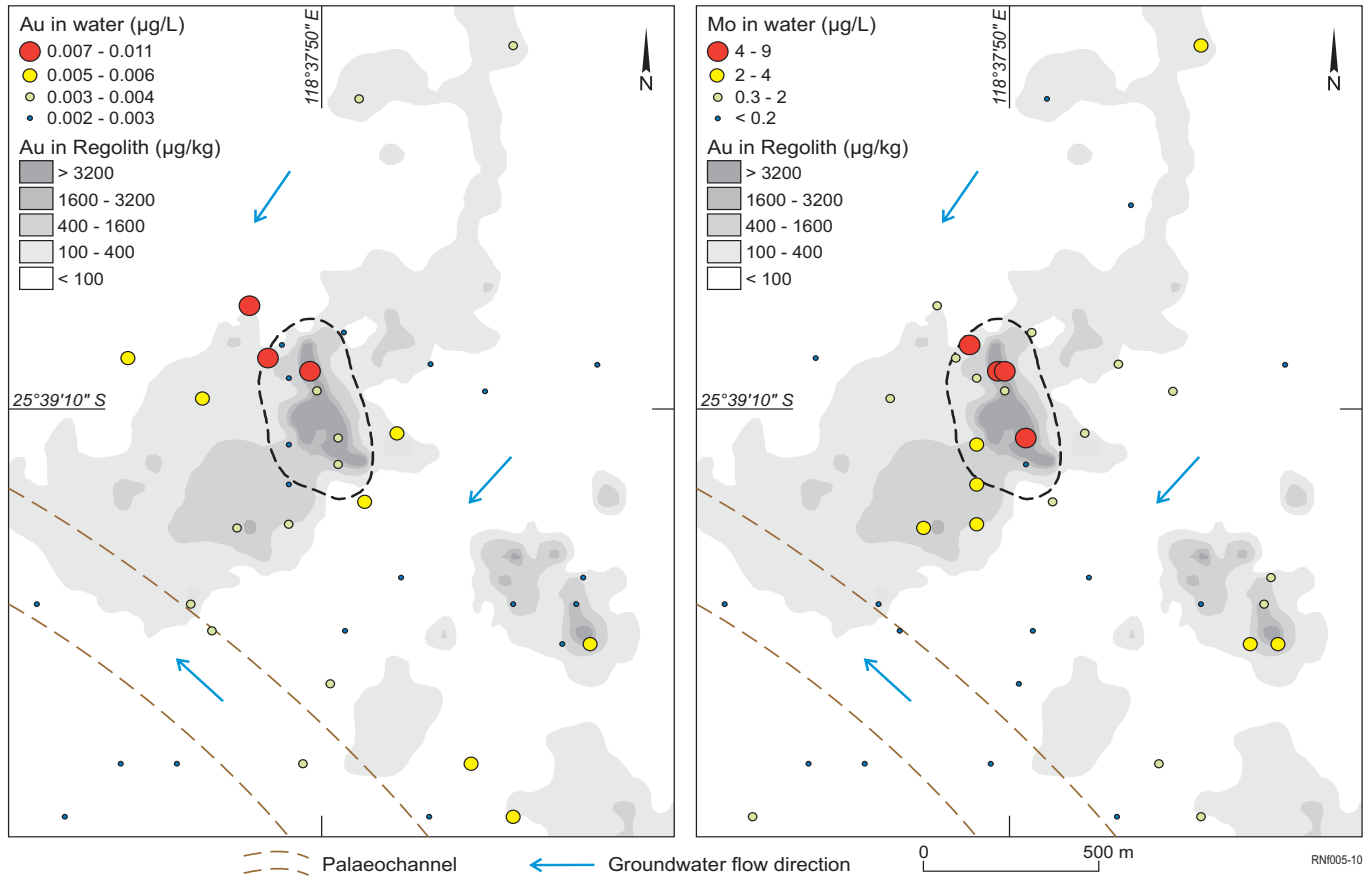 Au in water (µg/L)
0.007 - 0.011
0.005 - 0.006
0.003 - 0.004
0.002 - 0.003
Au in Regolith (µg/kg)
> 3200
1600 - 3200
400 - 1600
100 - 400
< 100
118°37'50" E
N
25°39'10" S
Mo in water (µg/L)
4 - 9
2 - 4
0.3 - 2
< 0.2
Au in Regolith (µg/kg)
> 3200
1600 - 3200
400 - 1600
100 - 400
< 100
118°37'50" E
N
25°39'10" S
Palaeochannel
Groundwater flow direction
0 500 m
RNf005-10